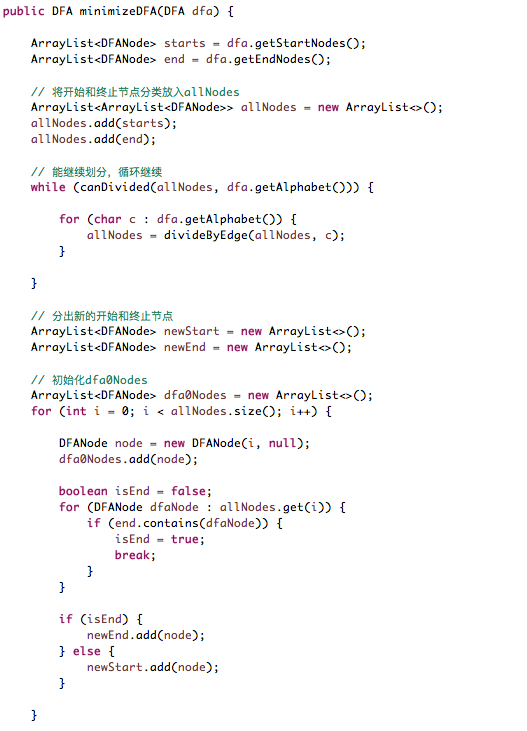 public DFA minimizeDFA(DFA dfa) {
ArrayList<DFANode> starts = dfa.getStartNodes();
ArrayList<DFANode> end = dfa.getEndNodes();
// 将开始和终止节点分类放入allNodes
ArrayList<ArrayList<DFANode>> allNodes = new ArrayList<>();
allNodes.add(starts);
allNodes.add(end);
// 能继续划分，循环继续
while (canDivided(allNodes, dfa.getAlphabet())) {
for (char c : dfa.getAlphabet()) {
allNodes = divideByEdge(allNodes, c);
}
}
// 分出新的开始和终止节点
ArrayList<DFANode> newStart = new ArrayList<>();
ArrayList<DFANode> newEnd = new ArrayList<>();
// 初始化dfa0Nodes
ArrayList<DFANode> dfa0Nodes = new ArrayList<>();
for (int i = 0; i < allNodes.size(); i++) {
DFANode node = new DFANode(i, null);
dfa0Nodes.add(node);
boolean isEnd = false;
for (DFANode dfaNode : allNodes.get(i)) {
if (end.contains(dfaNode)) {
isEnd = true;
break;
}
}
if (isEnd) {
newEnd.add(node);
} else {
newStart.add(node);
}
}